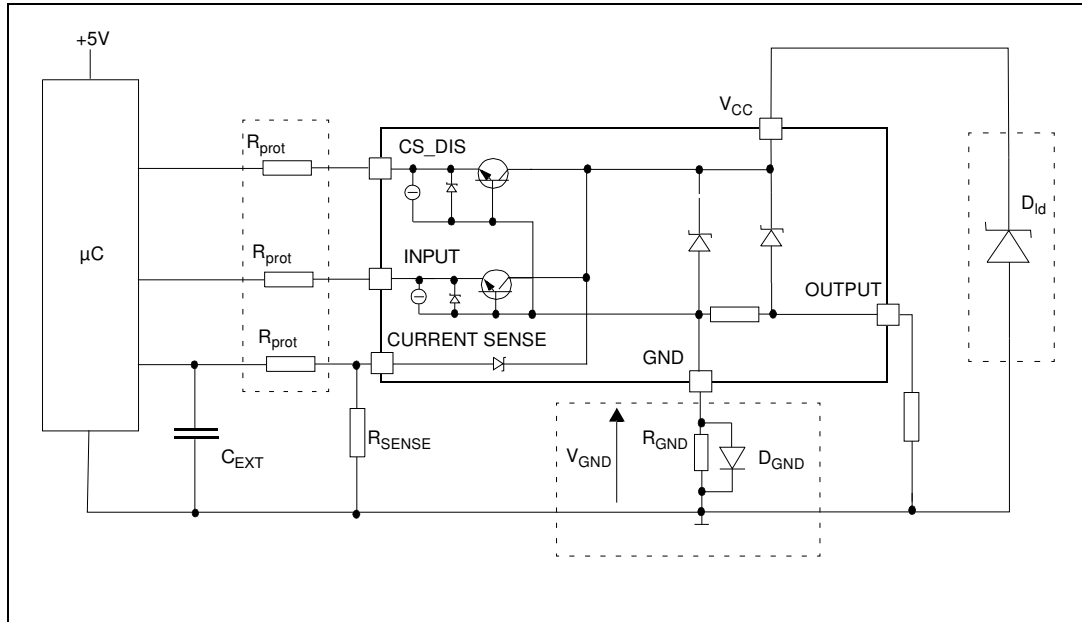 +5V
V_CC
R_prot
CS_DIS
D_ld
µC
R_prot
INPUT
OUTPUT
R_prot
CURRENT SENSE
GND
C_EXT
R_SENSE
V_GND
R_GND
D_GND